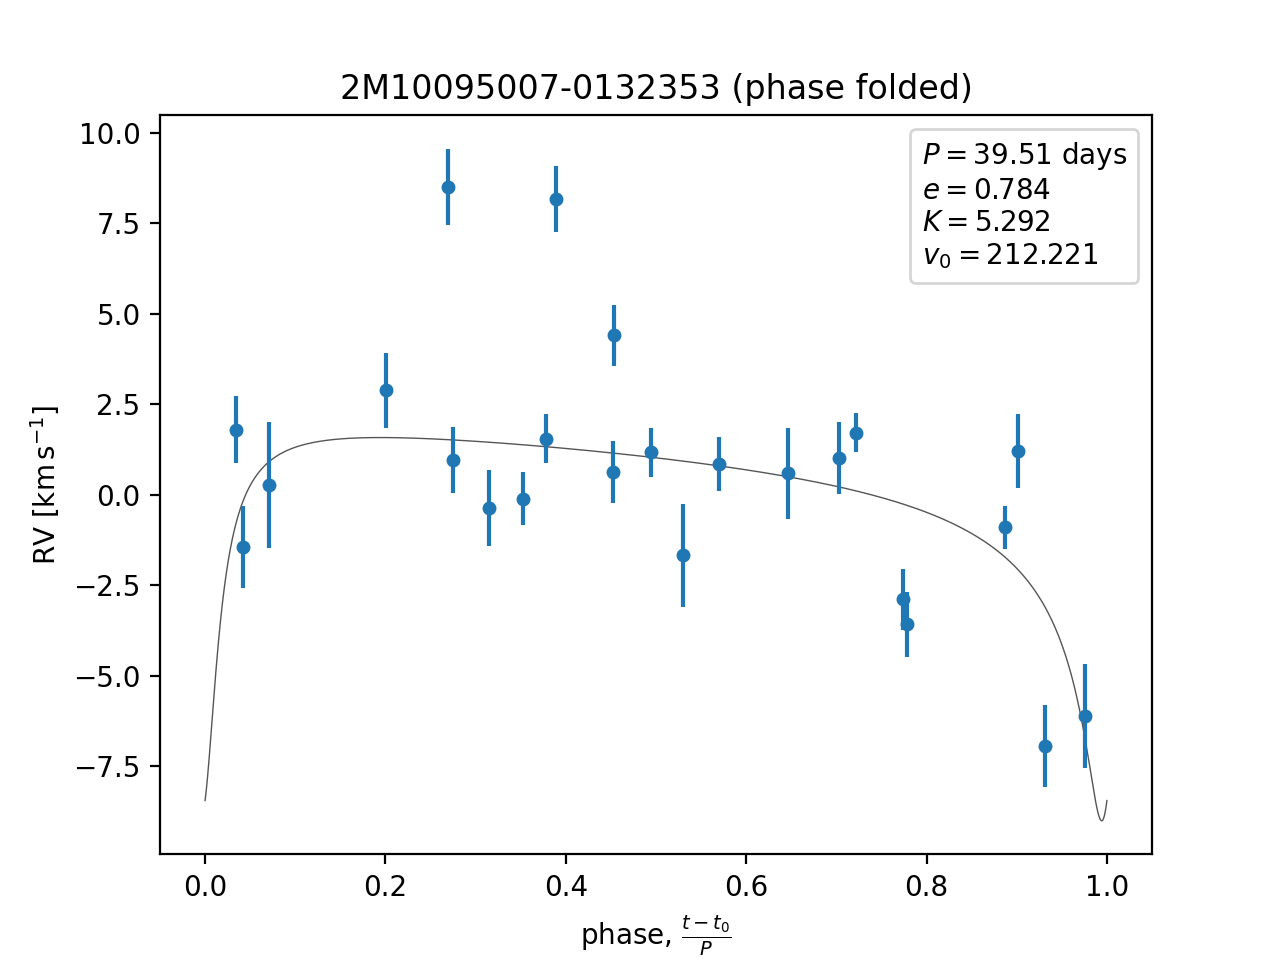 2M10095007-0132353 (phase folded)
P = 39.51 days
e = 0.784
K = 5.292
v₀ = 212.221
10.0
7.5
5.0
2.5
0.0
−2.5
−5.0
−7.5
RV [km s⁻¹]
0.0 0.2 0.4 0.6 0.8 1.0
phase, (t − t₀)/P